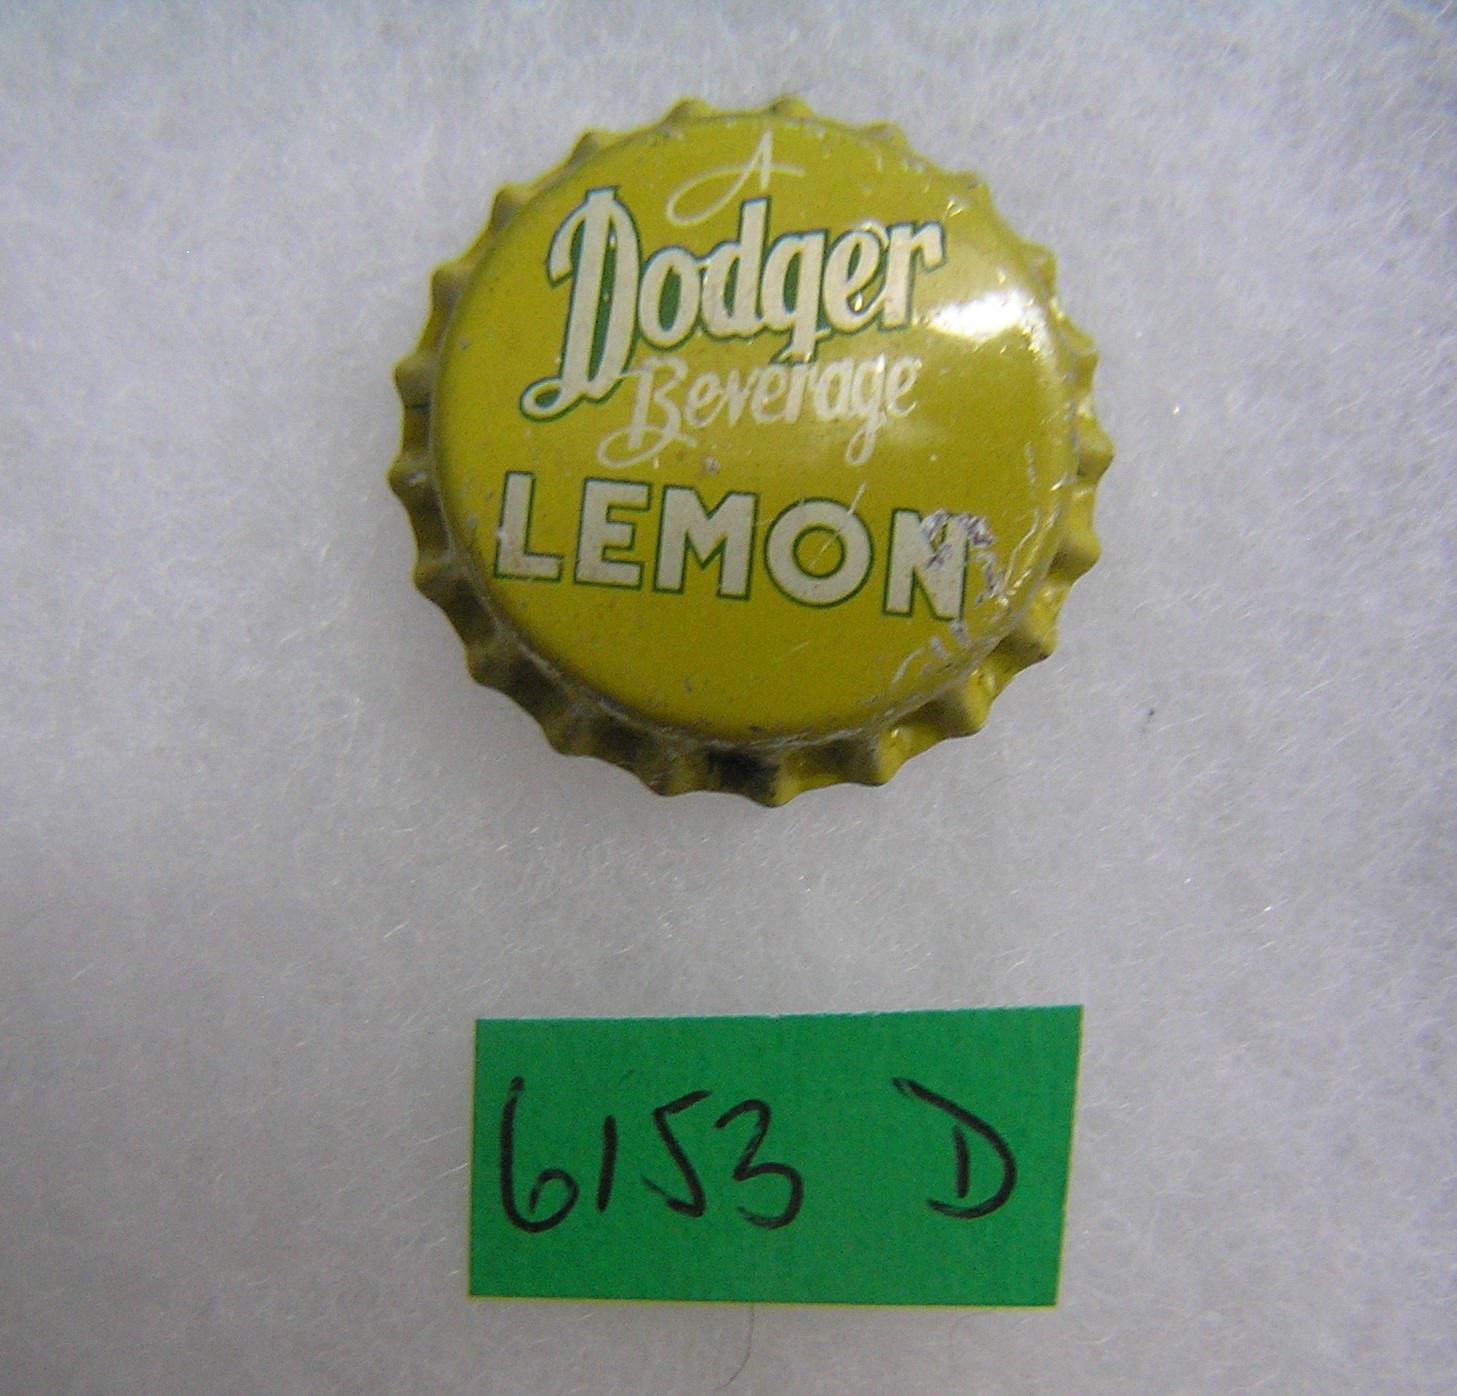 A
Dodger
Beverage
LEMON
6153 D